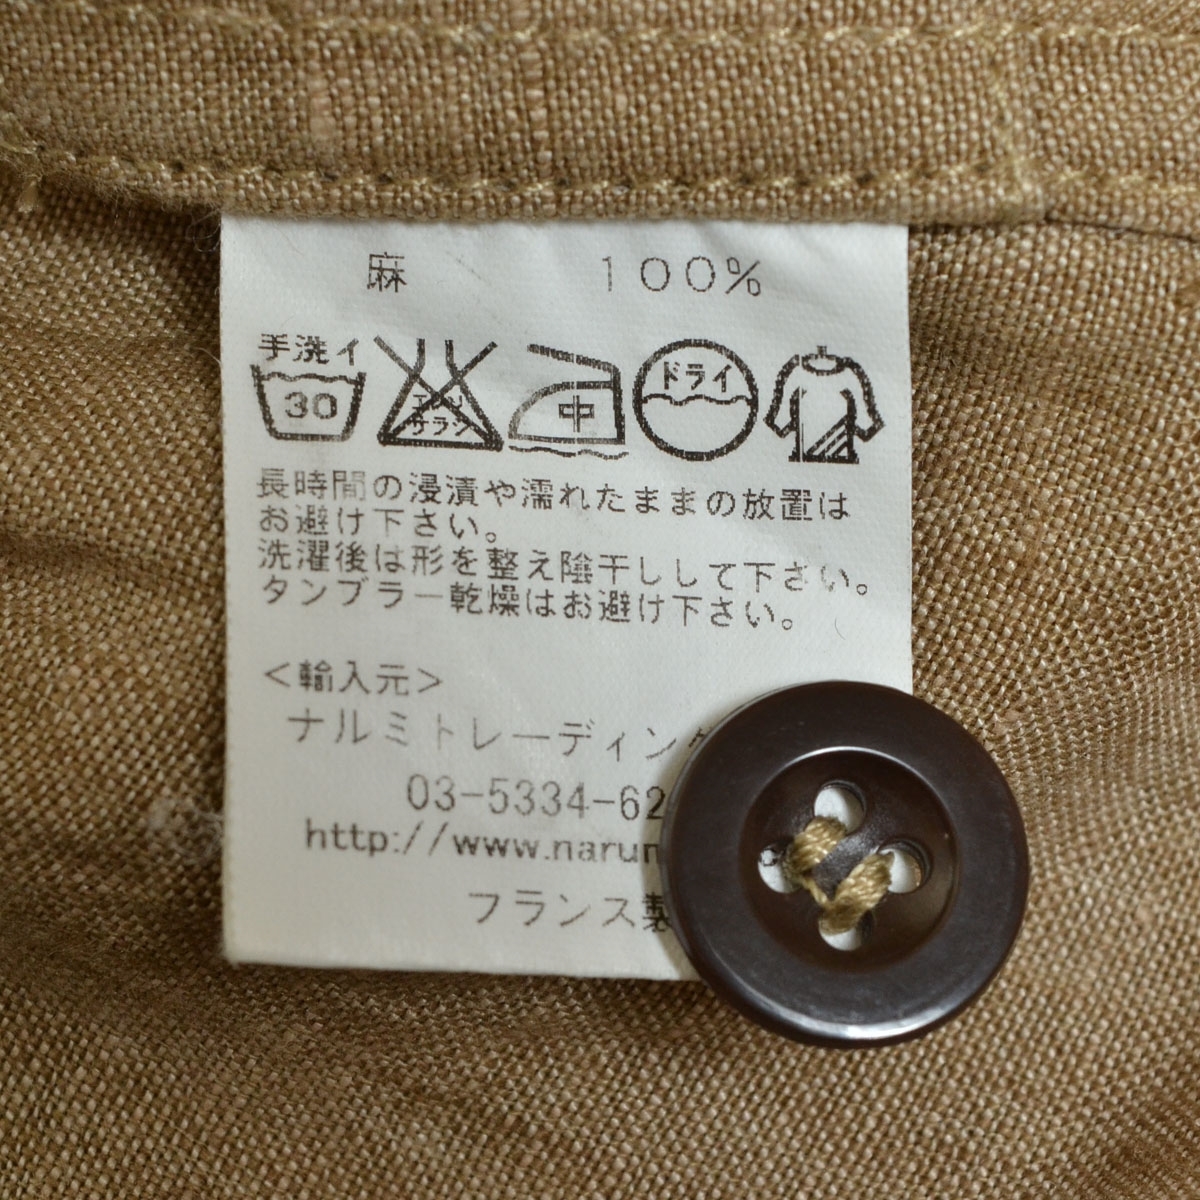 麻 100%
手洗イ
30
エンソ
サラシ
中
ドライ
長時間の浸漬や濡れたままの放置は
お避け下さい。
洗濯後は形を整え陰干しして下さい。
タンブラー乾燥はお避け下さい。
<輸入元>
ナルミトレーディン
03-5334-62
http://www.narum
フランス製